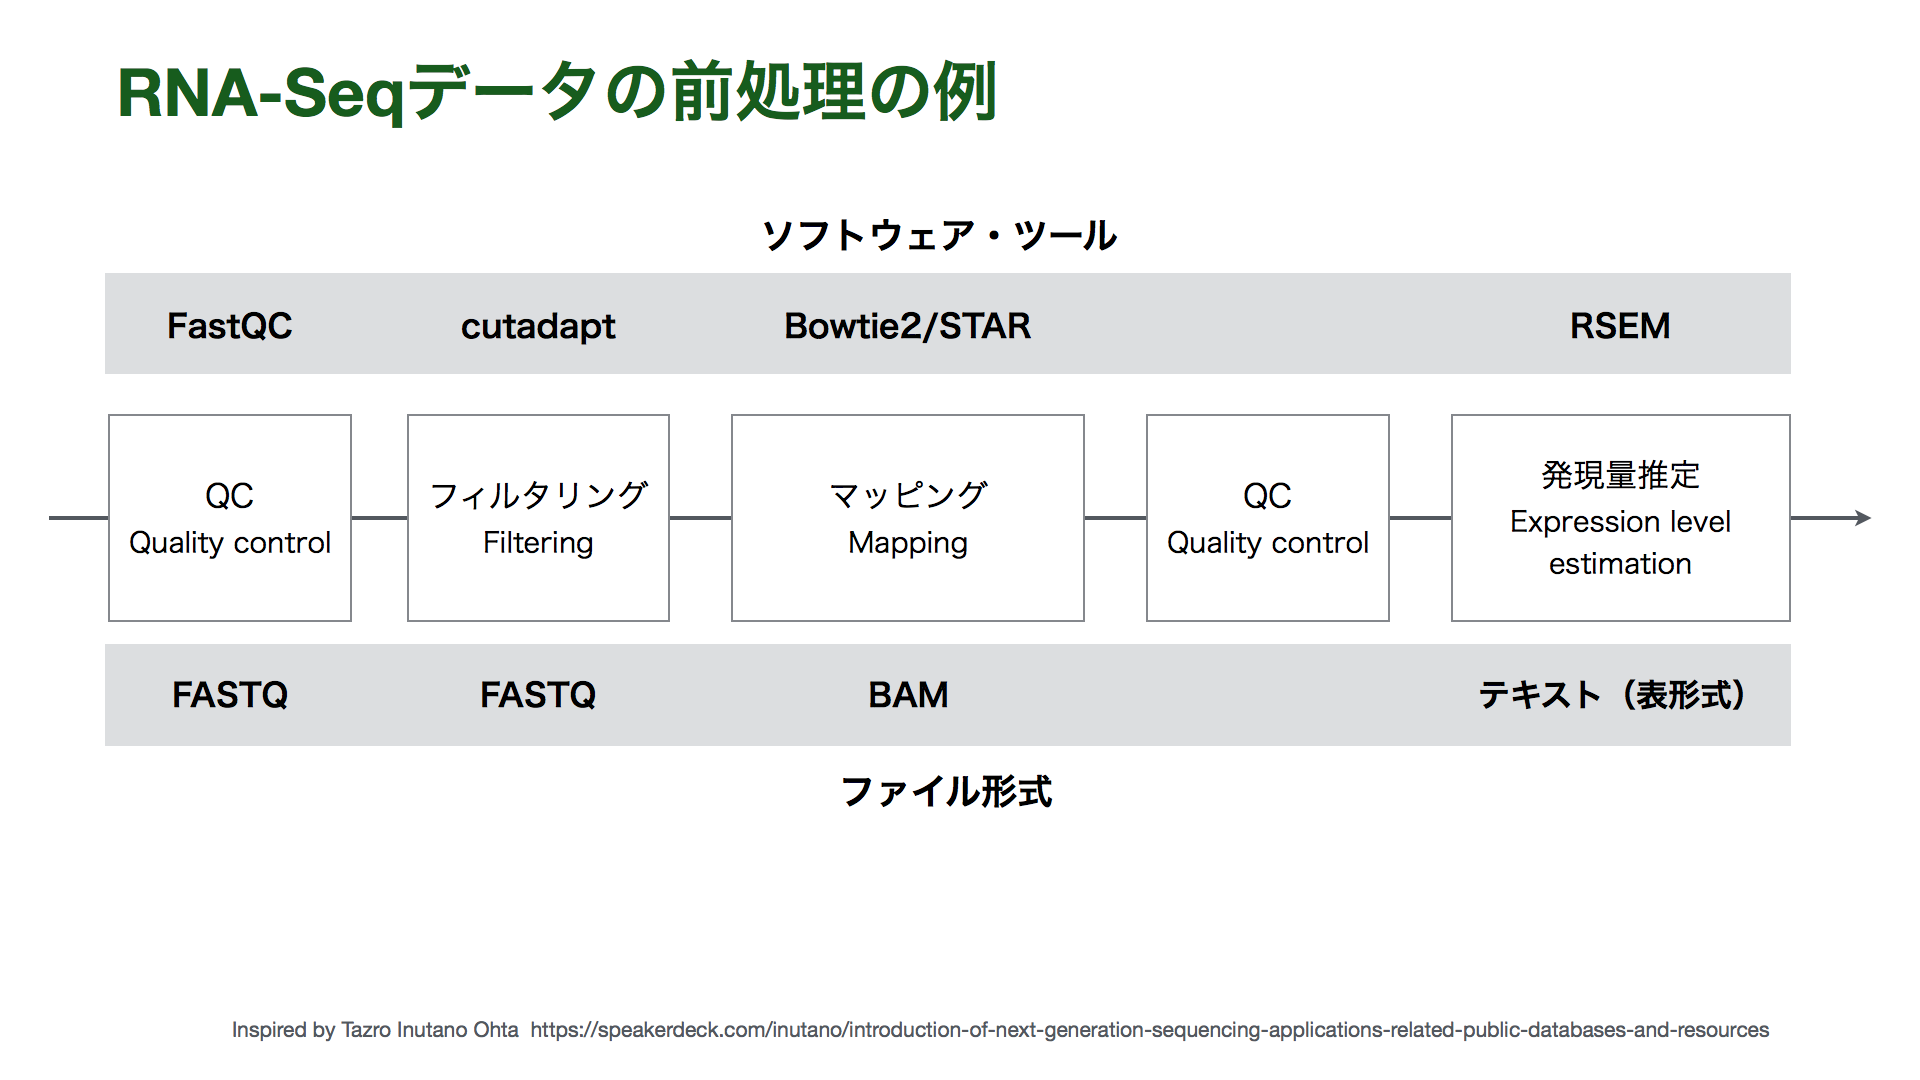 RNA-Seqデータの前処理の例
ソフトウェア・ツール
FastQC
cutadapt
Bowtie2/STAR
RSEM
QC
Quality control
フィルタリング
Filtering
マッピング
Mapping
QC
Quality control
発現量推定
Expression level
estimation
FASTQ
FASTQ
BAM
テキスト（表形式）
ファイル形式
Inspired by Tazro Inutano Ohta  https://speakerdeck.com/inutano/introduction-of-next-generation-sequencing-applications-related-public-databases-and-resources